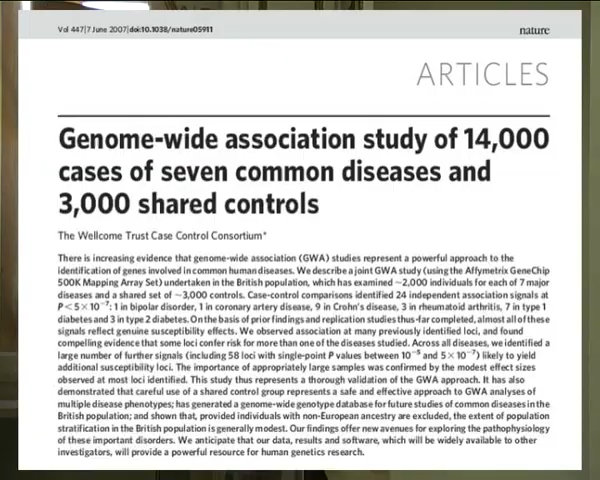 Vol 447|7 June 2007|doi:10.1038/nature05911
nature
ARTICLES
Genome-wide association study of 14,000
cases of seven common diseases and
3,000 shared controls
The Wellcome Trust Case Control Consortium*
There is increasing evidence that genome-wide association (GWA) studies represent a powerful approach to the
identification of genes involved in common human diseases. We describe a joint GWA study (using the Affymetrix GeneChip
500K Mapping Array Set) undertaken in the British population, which has examined ~2,000 individuals for each of 7 major
diseases and a shared set of ~3,000 controls. Case-control comparisons identified 24 independent association signals at
P < 5 × 10⁻⁷: 1 in bipolar disorder, 1 in coronary artery disease, 9 in Crohn's disease, 3 in rheumatoid arthritis, 7 in type 1
diabetes and 3 in type 2 diabetes. On the basis of prior findings and replication studies thus-far completed, almost all of these
signals reflect genuine susceptibility effects. We observed association at many previously identified loci, and found
compelling evidence that some loci confer risk for more than one of the diseases studied. Across all diseases, we identified a
large number of further signals (including 58 loci with single-point P values between 10⁻⁵ and 5 × 10⁻⁷) likely to yield
additional susceptibility loci. The importance of appropriately large samples was confirmed by the modest effect sizes
observed at most loci identified. This study thus represents a thorough validation of the GWA approach. It has also
demonstrated that careful use of a shared control group represents a safe and effective approach to GWA analyses of
multiple disease phenotypes; has generated a genome-wide genotype database for future studies of common diseases in the
British population; and shown that, provided individuals with non-European ancestry are excluded, the extent of population
stratification in the British population is generally modest. Our findings offer new avenues for exploring the pathophysiology
of these important disorders. We anticipate that our data, results and software, which will be widely available to other
investigators, will provide a powerful resource for human genetics research.